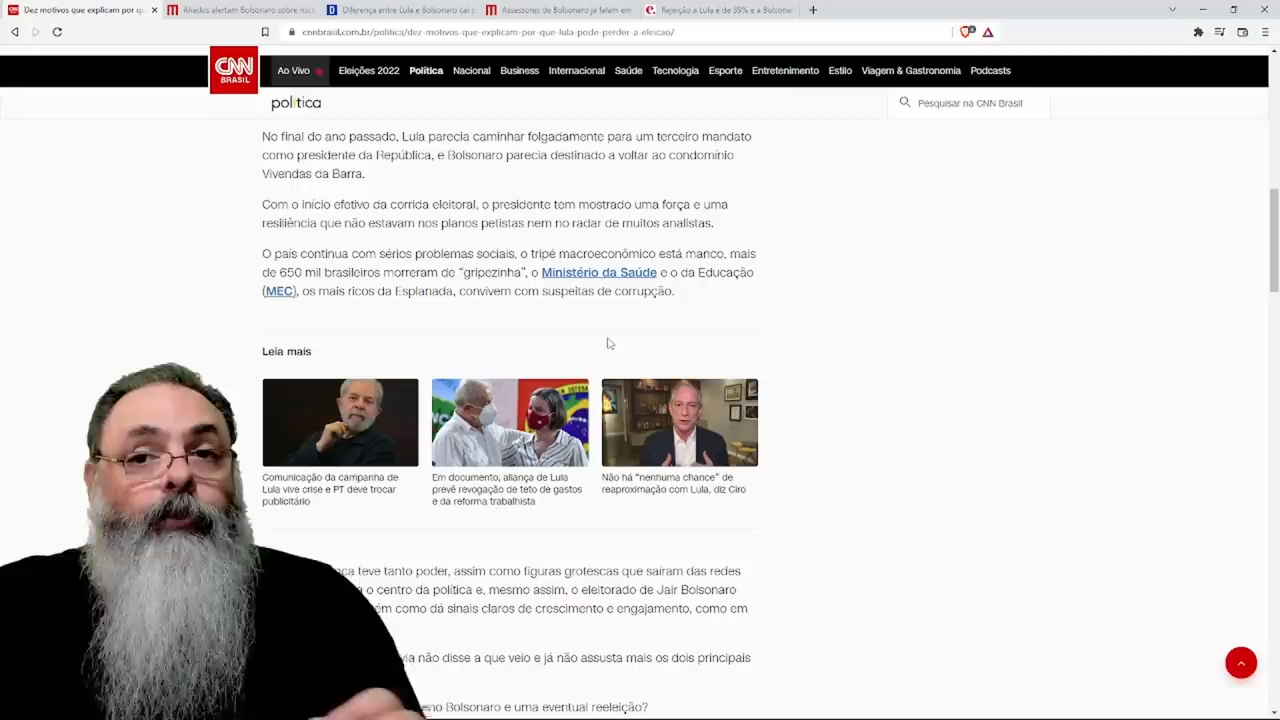 Dez motivos que explicam por qu
Aliados alertam Bolsonaro sobre risco
Diferença entre Lula e Bolsonaro cai p
Assessores de Bolsonaro já falam em
Rejeição a Lula é de 39% e a Bolsona
cnnbrasil.com.br/politica/dez-motivos-que-explicam-por-que-lula-pode-perder-a-eleicao/
CNN
BRASIL
Ao Vivo
Eleições 2022
Política
Nacional
Business
Internacional
Saúde
Tecnologia
Esporte
Entretenimento
Estilo
Viagem & Gastronomia
Podcasts
política
Pesquisar na CNN Brasil
No final do ano passado, Lula parecia caminhar folgadamente para um terceiro mandato
como presidente da República, e Bolsonaro parecia destinado a voltar ao condomínio
Vivendas da Barra.
Com o início efetivo da corrida eleitoral, o presidente tem mostrado uma força e uma
resiliência que não estavam nos planos petistas nem no radar de muitos analistas.
O país continua com sérios problemas sociais, o tripé macroeconômico está manco, mais
de 650 mil brasileiros morreram de “gripezinha”, o Ministério da Saúde e o da Educação
(MEC), os mais ricos da Esplanada, convivem com suspeitas de corrupção.
Leia mais
Comunicação da campanha de
Lula vive crise e PT deve trocar
publicitário
Em documento, aliança de Lula
prevê revogação de teto de gastos
e da reforma trabalhista
Não há “nenhuma chance” de
reaproximação com Lula, diz Ciro
teve tanto poder, assim como figuras grotescas que saíram das redes
o centro da política e, mesmo assim, o eleitorado de Jair Bolsonaro
como dá sinais claros de crescimento e engajamento, como em
não disse a que veio e já não assusta mais os dois principais
Bolsonaro e uma eventual reeleição?